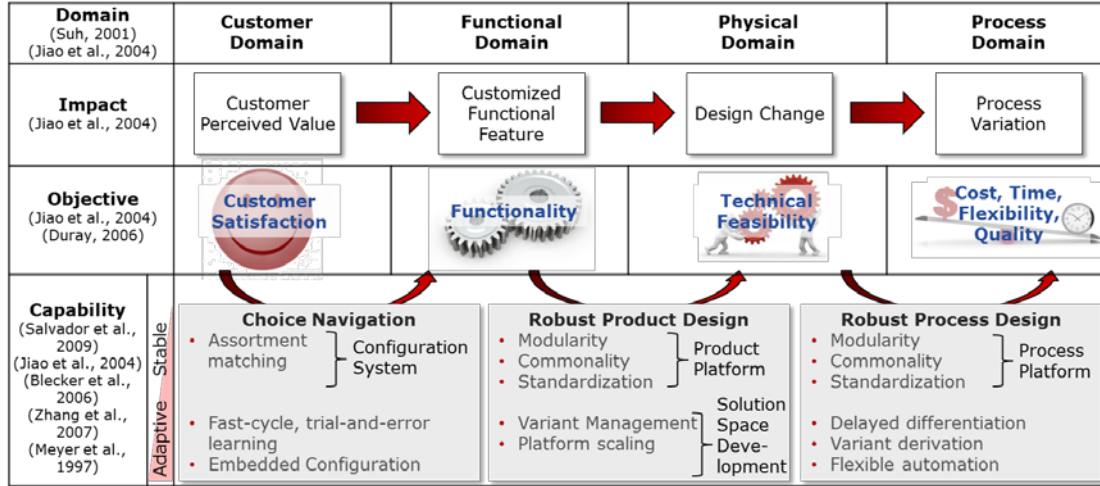 Domain
(Suh, 2001)
(Jiao et al., 2004)
Customer
Domain
Functional
Domain
Physical
Domain
Process
Domain
Impact
(Jiao et al., 2004)
Customer
Perceived Value
Customized
Functional
Feature
Design Change
Process
Variation
Objective
(Jiao et al., 2004)
(Duray, 2006)
Customer
Satisfaction
Functionality
Technical
Feasibility
$
Cost, Time,
Flexibility,
Quality
Capability
(Salvador et al.,
2009)
(Jiao et al., 2004)
(Blecker et al.,
2006)
(Zhang et al.,
2007)
(Meyer et al.,
1997)
Stable
Adaptive
Choice Navigation
• Assortment
matching
Configuration
System
• Fast-cycle, trial-and-error
learning
• Embedded Configuration
Robust Product Design
• Modularity
• Commonality
• Standardization
Product
Platform
• Variant Management
• Platform scaling
Solution
Space
Deve-
lopment
Robust Process Design
• Modularity
• Commonality
• Standardization
Process
Platform
• Delayed differentiation
• Variant derivation
• Flexible automation